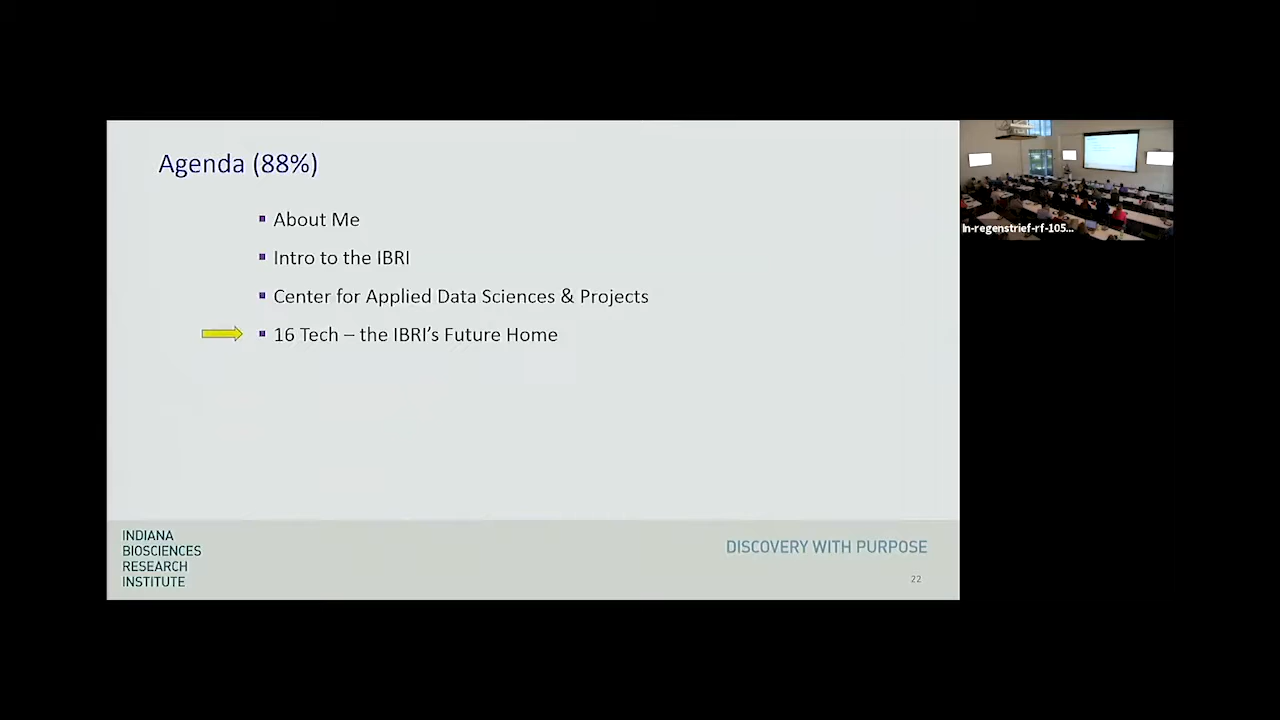 Agenda (88%)
▪ About Me
▪ Intro to the IBRI
▪ Center for Applied Data Sciences & Projects
▪ 16 Tech – the IBRI's Future Home
INDIANA
BIOSCIENCES
RESEARCH
INSTITUTE
DISCOVERY WITH PURPOSE
22
In-regenstrief-rf-105...